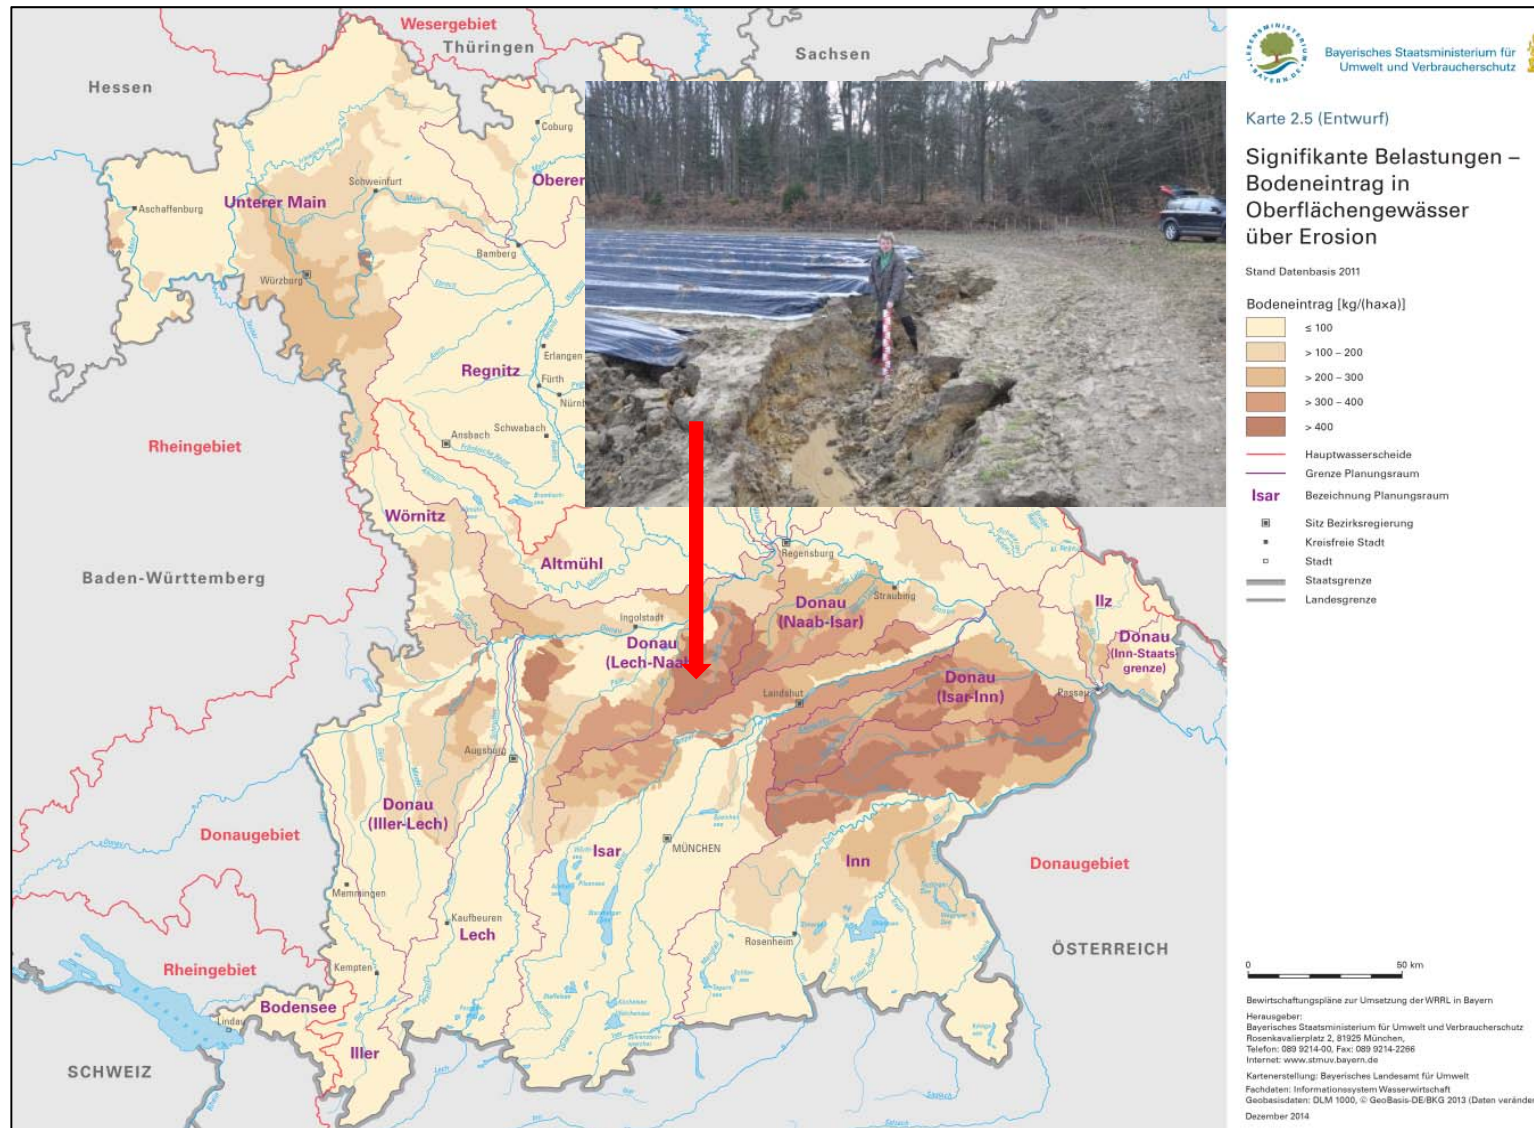 Wesergebiet
Thüringen
Sachsen
Hessen
Coburg
Oberer
Schweinfurt
Unterer Main
Aschaffenburg
Main
Bamberg
Würzburg
Erlangen
Regnitz
Fürth
Nürnb
Schwabach
Ansbach
Rheingebiet
Wörnitz
Altmühl
Regensburg
Baden-Württemberg
Straubing
Ingolstadt
Donau
(Naab-Isar)
Ilz
Donau
(Inn-Staats-
grenze)
Donau
(Lech-Naab
Donau
(Isar-Inn)
Passau
Landshut
Augsburg
Donau
(Iller-Lech)
Donaugebiet
Isar
MÜNCHEN
Inn
Donaugebiet
Memmingen
Kaufbeuren
Lech
Rosenheim
ÖSTERREICH
Rheingebiet
Kempten
Bodensee
Lindau
Iller
SCHWEIZ
LEBENSMINISTERIUM
BAYERN.DE
Bayerisches Staatsministerium für
Umwelt und Verbraucherschutz
Karte 2.5 (Entwurf)
Signifikante Belastungen –
Bodeneintrag in
Oberflächengewässer
über Erosion
Stand Datenbasis 2011
Bodeneintrag [kg/(ha×a)]
≤ 100
> 100 – 200
> 200 – 300
> 300 – 400
> 400
Hauptwasserscheide
Grenze Planungsraum
Isar Bezeichnung Planungsraum
Sitz Bezirksregierung
Kreisfreie Stadt
Stadt
Staatsgrenze
Landesgrenze
0 50 km
Bewirtschaftungspläne zur Umsetzung der WRRL in Bayern
Herausgeber:
Bayerisches Staatsministerium für Umwelt und Verbraucherschutz
Rosenkavalierplatz 2, 81925 München,
Telefon: 089 9214-00, Fax: 089 9214-2266
Internet: www.stmuv.bayern.de
Kartenerstellung: Bayerisches Landesamt für Umwelt
Fachdaten: Informationssystem Wasserwirtschaft
Geobasisdaten: DLM 1000, © GeoBasis-DE/BKG 2013 (Daten veränder
Dezember 2014